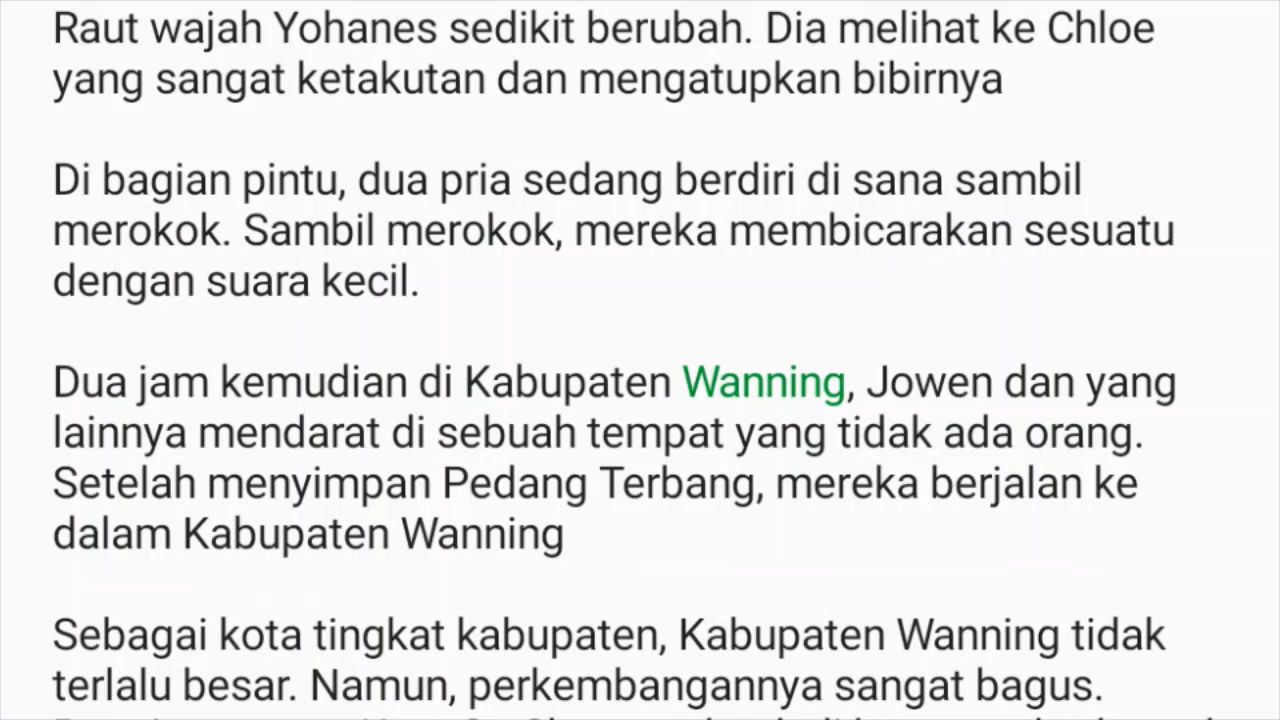 Raut wajah Yohanes sedikit berubah. Dia melihat ke Chloe
yang sangat ketakutan dan mengatupkan bibirnya
Di bagian pintu, dua pria sedang berdiri di sana sambil
merokok. Sambil merokok, mereka membicarakan sesuatu
dengan suara kecil.
Dua jam kemudian di Kabupaten Wanning, Jowen dan yang
lainnya mendarat di sebuah tempat yang tidak ada orang.
Setelah menyimpan Pedang Terbang, mereka berjalan ke
dalam Kabupaten Wanning
Sebagai kota tingkat kabupaten, Kabupaten Wanning tidak
terlalu besar. Namun, perkembangannya sangat bagus.